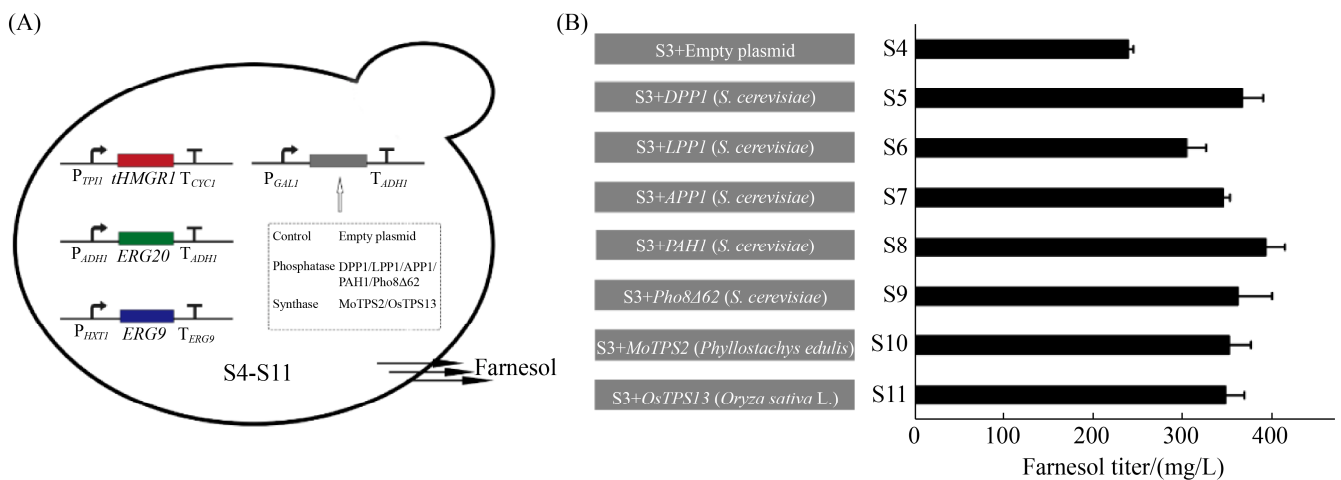 (A)
P_TPI1 tHMGR1 T_CYC1
P_GAL1 T_ADH1
P_ADH1 ERG20 T_ADH1
P_HXT1 ERG9 T_ERG9
Control Empty plasmid
Phosphatase DPP1/LPP1/APP1/
PAH1/Pho8Δ62
Synthase MoTPS2/OsTPS13
S4-S11
Farnesol
(B)
S3+Empty plasmid S4
S3+DPP1 (S. cerevisiae) S5
S3+LPP1 (S. cerevisiae) S6
S3+APP1 (S. cerevisiae) S7
S3+PAH1 (S. cerevisiae) S8
S3+Pho8Δ62 (S. cerevisiae) S9
S3+MoTPS2 (Phyllostachys edulis) S10
S3+OsTPS13 (Oryza sativa L.) S11
0 100 200 300 400
Farnesol titer/(mg/L)